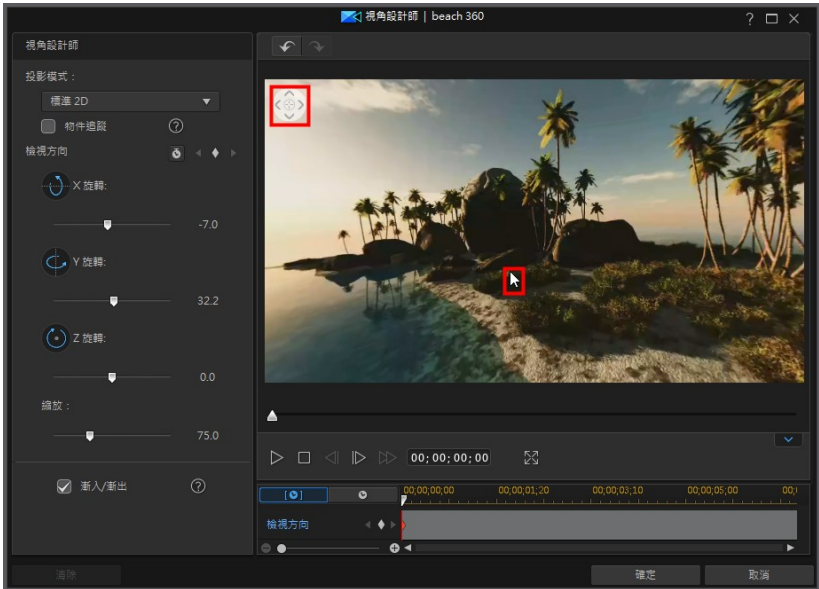 視角設計師 | beach 360
?
視角設計師
投影模式：
標準 2D
物件追蹤
?
檢視方向
X 旋轉:
-7.0
Y 旋轉:
32.2
Z 旋轉:
0.0
縮放：
75.0
漸入/漸出
?
00;00;00;00
00;00;00;00 00;00;01;20 00;00;03;10 00;00;05;00 00;
檢視方向
清除
確定
取消